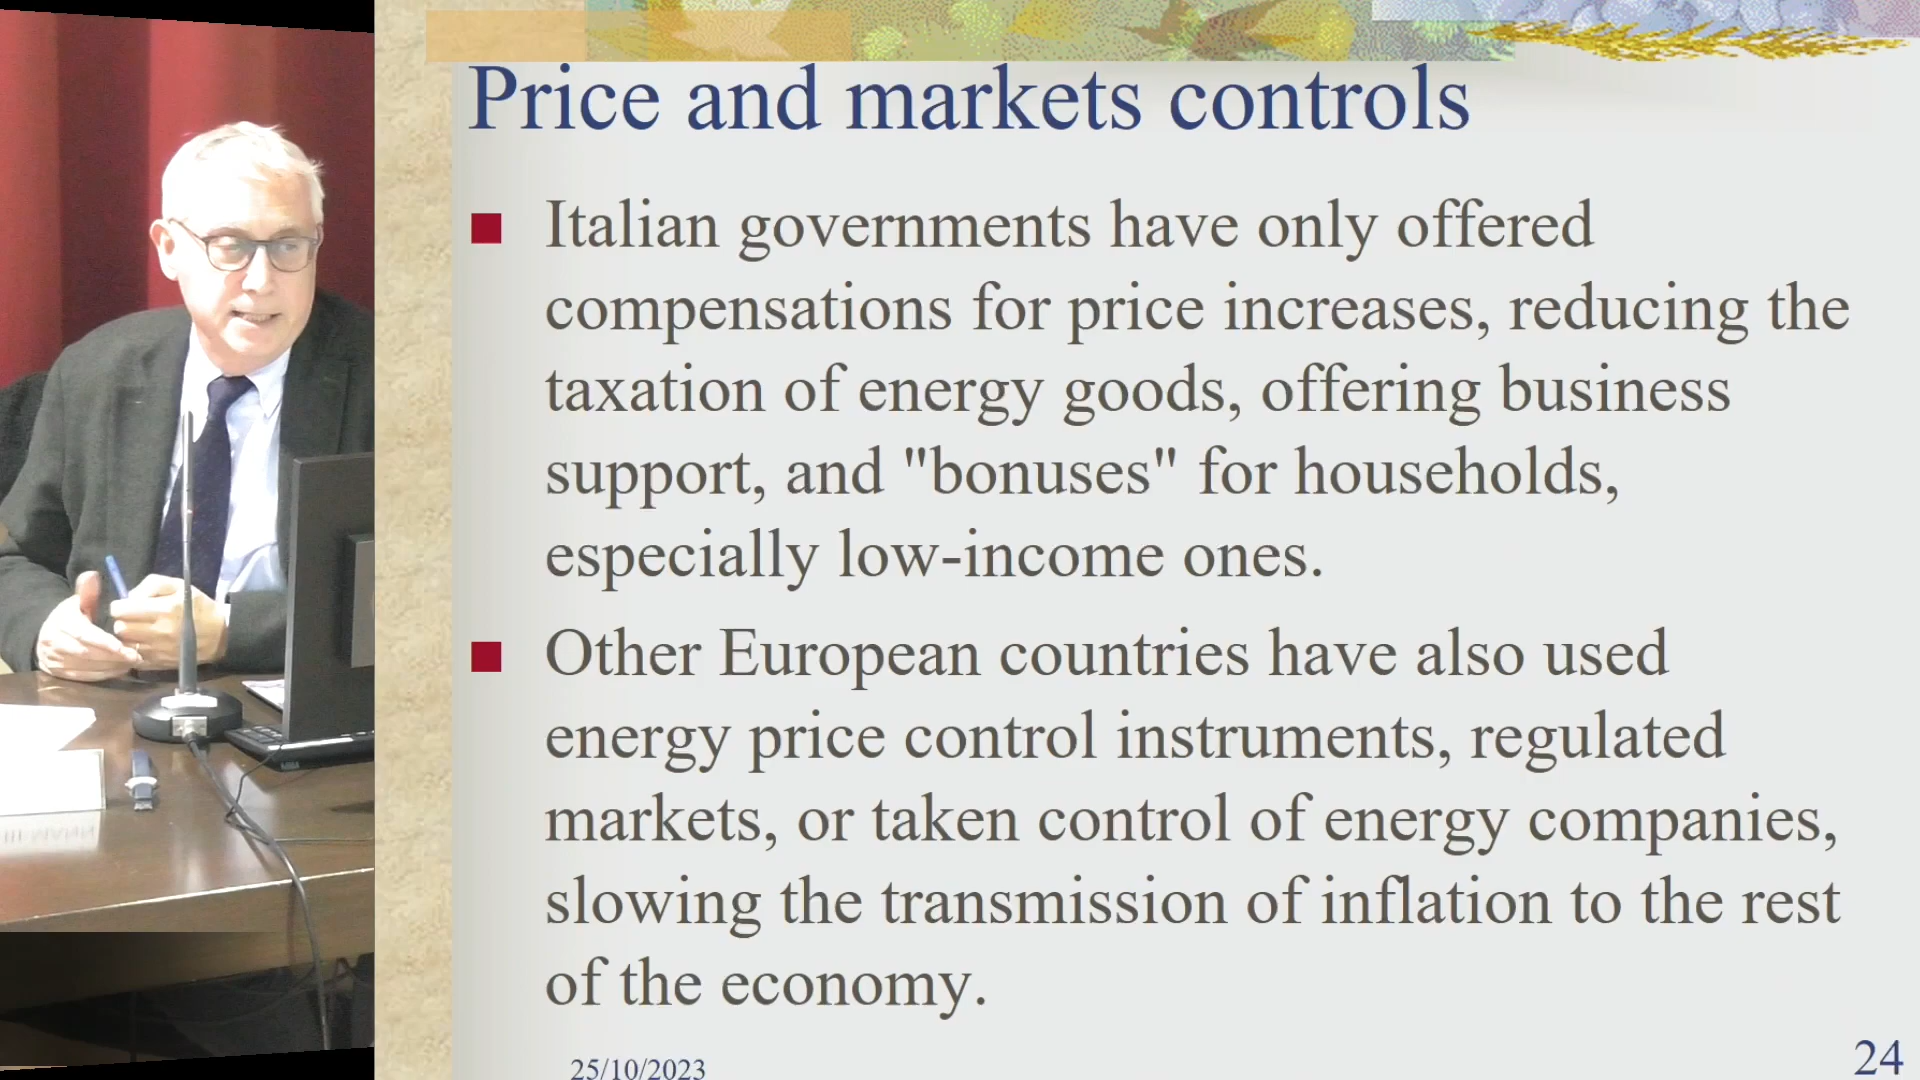 Price and markets controls
Italian governments have only offered
compensations for price increases, reducing the
taxation of energy goods, offering business
support, and "bonuses" for households,
especially low-income ones.
Other European countries have also used
energy price control instruments, regulated
markets, or taken control of energy companies,
slowing the transmission of inflation to the rest
of the economy.
25/10/2023
24